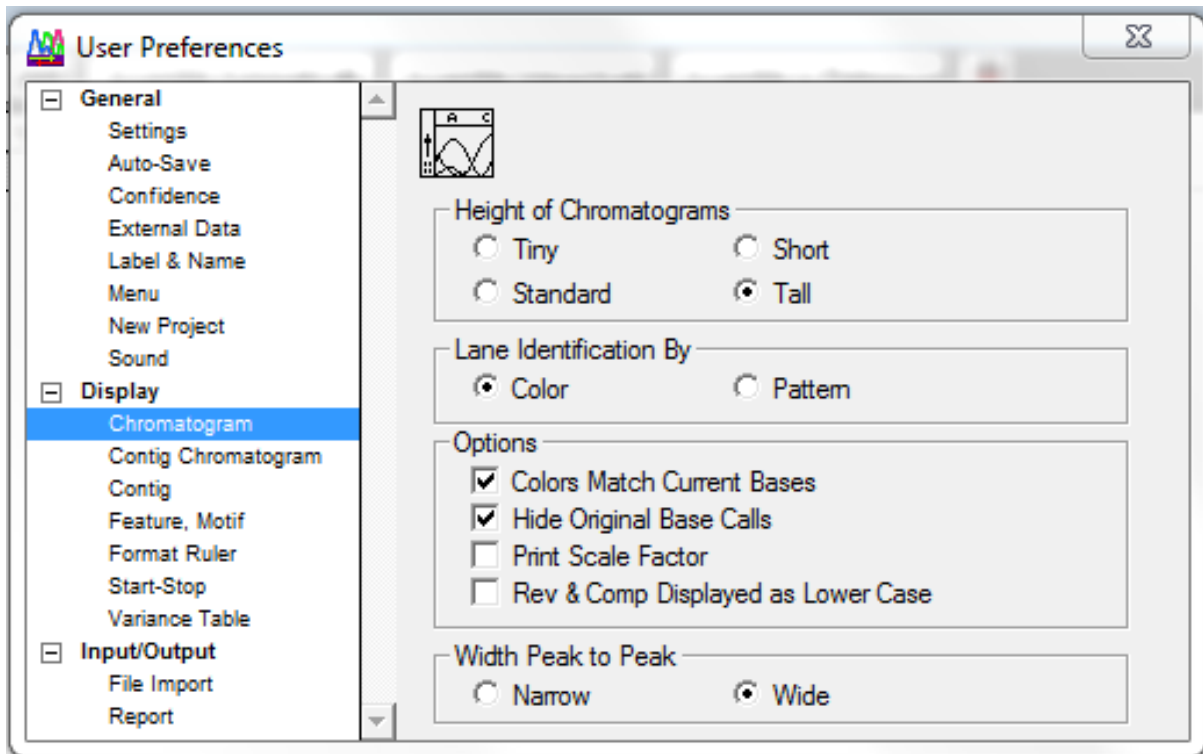 User Preferences
General
Settings
Auto-Save
Confidence
External Data
Label & Name
Menu
New Project
Sound
Display
Chromatogram
Contig Chromatogram
Contig
Feature, Motif
Format Ruler
Start-Stop
Variance Table
Input/Output
File Import
Report
A C
Height of Chromatograms
Tiny Short
Standard Tall
Lane Identification By
Color Pattern
Options
Colors Match Current Bases
Hide Original Base Calls
Print Scale Factor
Rev & Comp Displayed as Lower Case
Width Peak to Peak
Narrow Wide